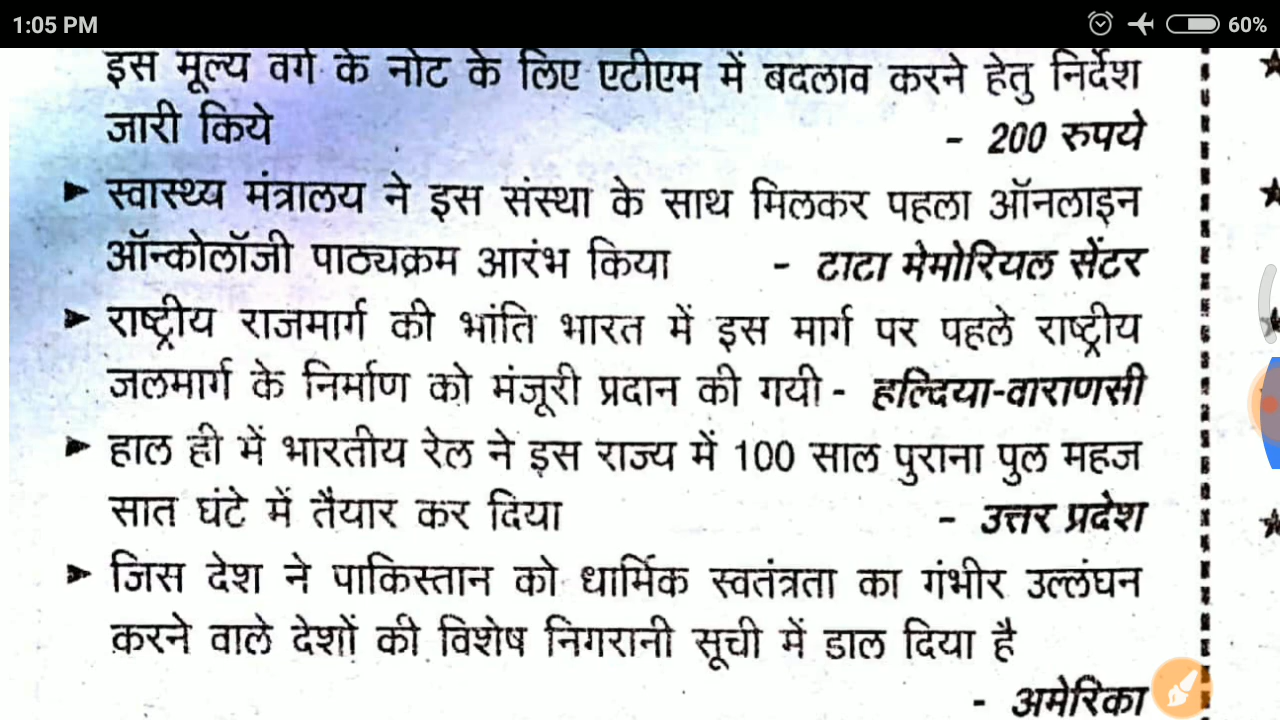 1:05 PM 60%
इस मूल्य वर्ग के नोट के लिए एटीएम में बदलाव करने हेतु निर्देश
जारी किये - 200 रुपये
➤ स्वास्थ्य मंत्रालय ने इस संस्था के साथ मिलकर पहला ऑनलाइन
ऑन्कोलॉजी पाठ्यक्रम आरंभ किया - टाटा मेमोरियल सेंटर
➤ राष्ट्रीय राजमार्ग की भांति भारत में इस मार्ग पर पहले राष्ट्रीय
जलमार्ग के निर्माण को मंजूरी प्रदान की गयी - हल्दिया-वाराणसी
➤ हाल ही में भारतीय रेल ने इस राज्य में 100 साल पुराना पुल महज
सात घंटे में तैयार कर दिया - उत्तर प्रदेश
➤ जिस देश ने पाकिस्तान को धार्मिक स्वतंत्रता का गंभीर उल्लंघन
करने वाले देशों की विशेष निगरानी सूची में डाल दिया है
- अमेरिका